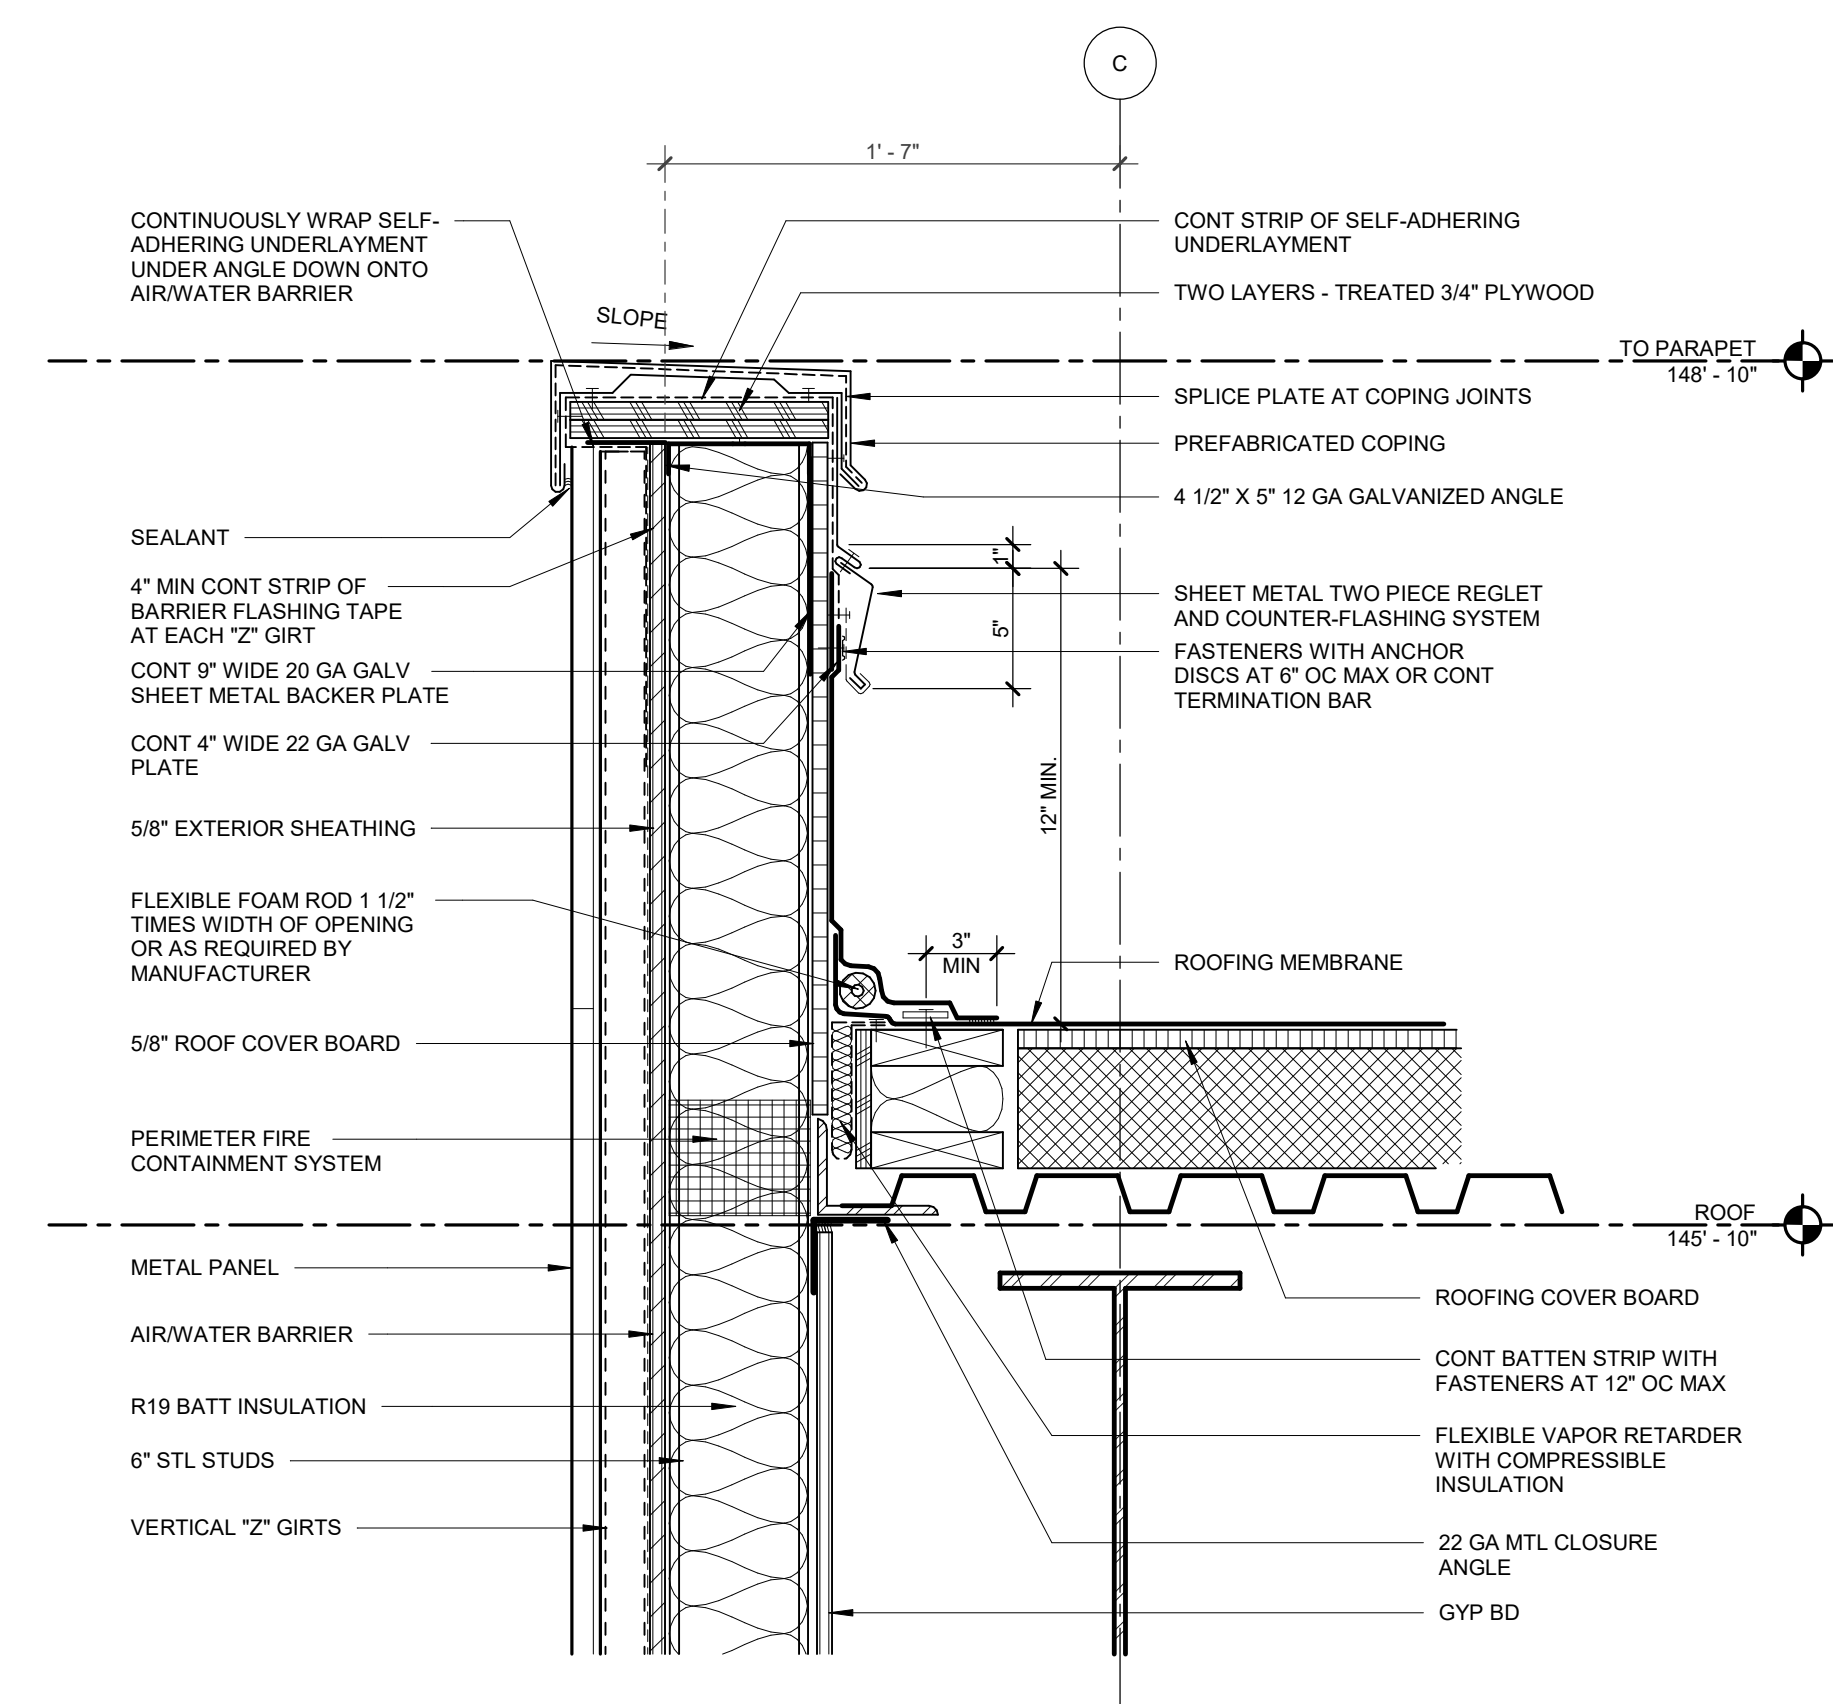 C
1' - 7"
CONTINUOUSLY WRAP SELF-
ADHERING UNDERLAYMENT
UNDER ANGLE DOWN ONTO
AIR/WATER BARRIER
CONT STRIP OF SELF-ADHERING
UNDERLAYMENT
TWO LAYERS - TREATED 3/4" PLYWOOD
SLOPE
TO PARAPET
148' - 10"
SPLICE PLATE AT COPING JOINTS
PREFABRICATED COPING
4 1/2" X 5" 12 GA GALVANIZED ANGLE
SEALANT
4" MIN CONT STRIP OF
BARRIER FLASHING TAPE
AT EACH "Z" GIRT
1"
5"
SHEET METAL TWO PIECE REGLET
AND COUNTER-FLASHING SYSTEM
FASTENERS WITH ANCHOR
DISCS AT 6" OC MAX OR CONT
TERMINATION BAR
CONT 9" WIDE 20 GA GALV
SHEET METAL BACKER PLATE
CONT 4" WIDE 22 GA GALV
PLATE
12" MIN.
5/8" EXTERIOR SHEATHING
FLEXIBLE FOAM ROD 1 1/2"
TIMES WIDTH OF OPENING
OR AS REQUIRED BY
MANUFACTURER
3"
MIN
ROOFING MEMBRANE
5/8" ROOF COVER BOARD
PERIMETER FIRE
CONTAINMENT SYSTEM
ROOF
145' - 10"
METAL PANEL
ROOFING COVER BOARD
AIR/WATER BARRIER
CONT BATTEN STRIP WITH
FASTENERS AT 12" OC MAX
R19 BATT INSULATION
FLEXIBLE VAPOR RETARDER
WITH COMPRESSIBLE
INSULATION
6" STL STUDS
VERTICAL "Z" GIRTS
22 GA MTL CLOSURE
ANGLE
GYP BD